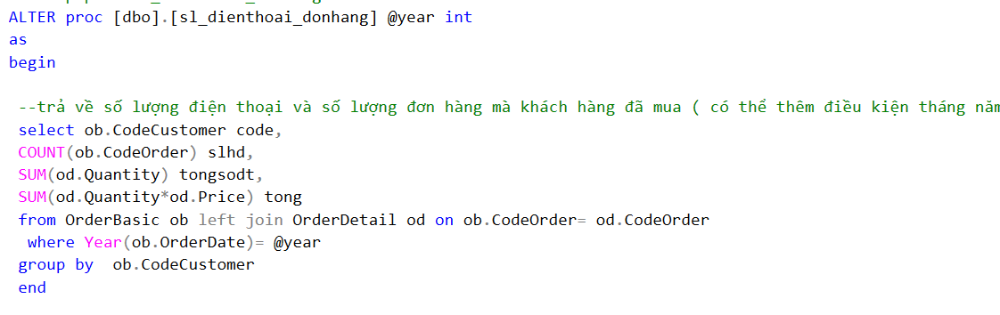 ALTER proc [dbo].[sl_dienthoai_donhang] @year int
as
begin
--trả về số lượng điện thoại và số lượng đơn hàng mà khách hàng đã mua ( có thể thêm điều kiện tháng năm
select ob.CodeCustomer code,
COUNT(ob.CodeOrder) slhd,
SUM(od.Quantity) tongsodt,
SUM(od.Quantity*od.Price) tong
from OrderBasic ob left join OrderDetail od on ob.CodeOrder= od.CodeOrder
where Year(ob.OrderDate)= @year
group by  ob.CodeCustomer
end